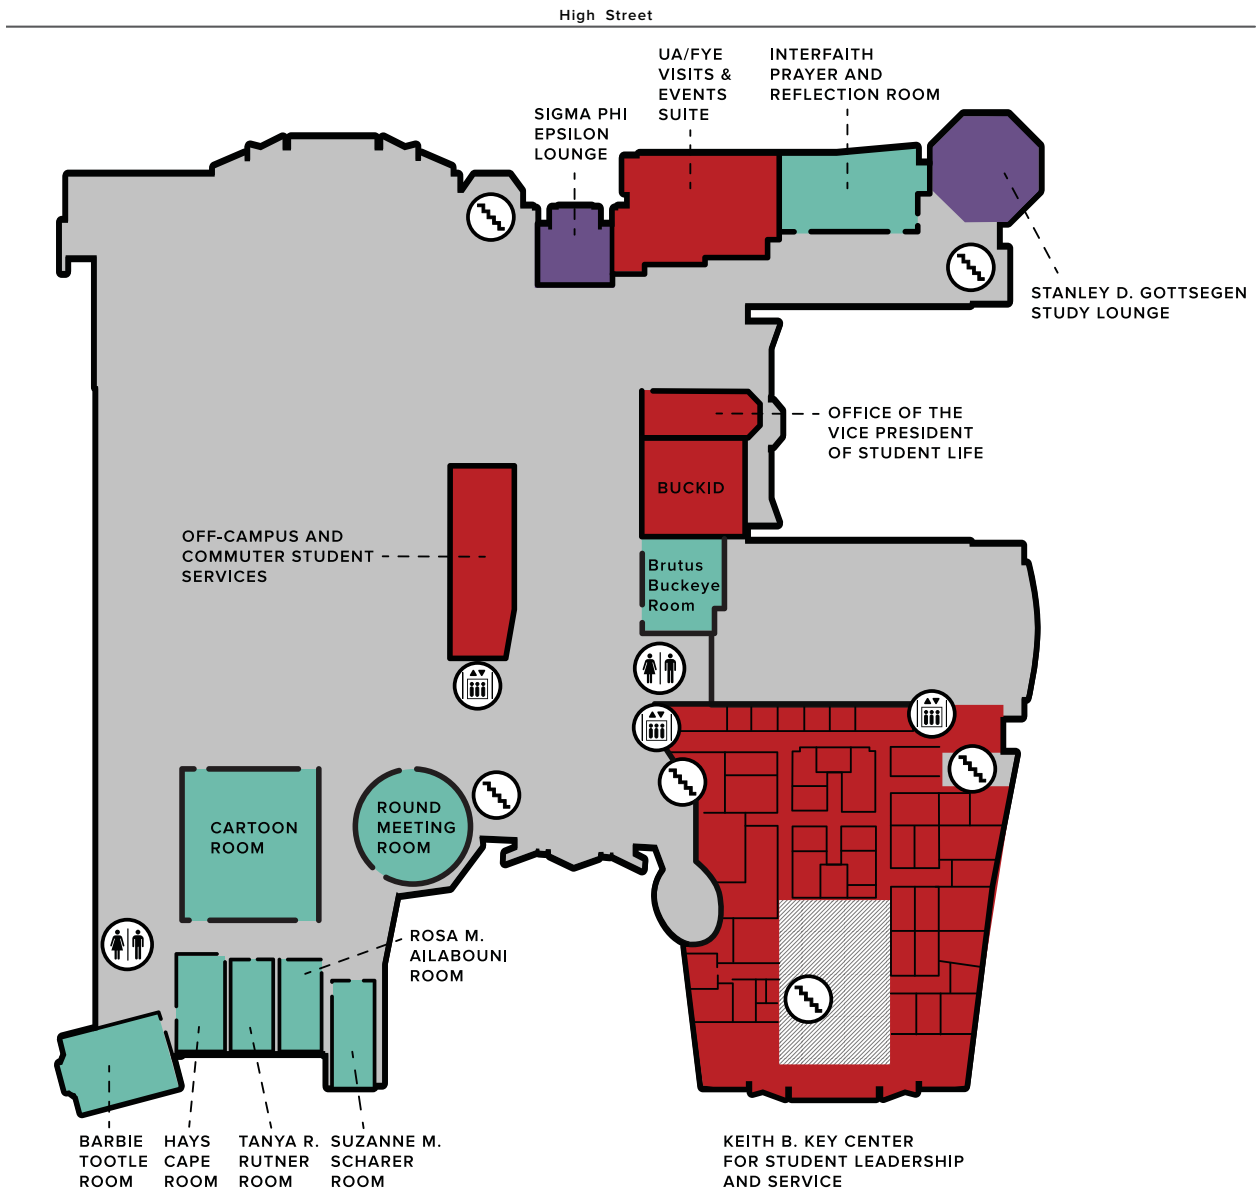 High Street
UA/FYE
VISITS &
EVENTS
SUITE
INTERFAITH
PRAYER AND
REFLECTION ROOM
SIGMA PHI
EPSILON
LOUNGE
STANLEY D. GOTTSEGEN
STUDY LOUNGE
OFFICE OF THE
VICE PRESIDENT
OF STUDENT LIFE
BUCKID
OFF-CAMPUS AND
COMMUTER STUDENT
SERVICES
Brutus
Buckeye
Room
CARTOON
ROOM
ROUND
MEETING
ROOM
ROSA M.
AILABOUNI
ROOM
BARBIE
TOOTLE
ROOM
HAYS
CAPE
ROOM
TANYA R.
RUTNER
ROOM
SUZANNE M.
SCHARER
ROOM
KEITH B. KEY CENTER
FOR STUDENT LEADERSHIP
AND SERVICE